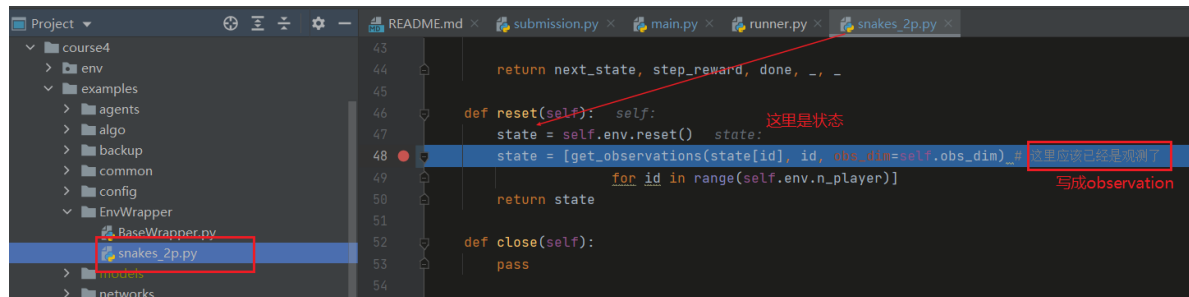 Project
README.md
submission.py
main.py
runner.py
snakes_2p.py
course4
env
examples
agents
algo
backup
common
config
EnvWrapper
BaseWrapper.py
snakes_2p.py
models
networks
43
44 return next_state, step_reward, done, _, _
45
46 def reset(self): self:
这里是状态
47 state = self.env.reset() state:
48 state = [get_observations(state[id], id, obs_dim=self.obs_dim) # 这里应该已经是观测了
49 for id in range(self.env.n_player)]
写成observation
50 return state
51
52 def close(self):
53 pass
54